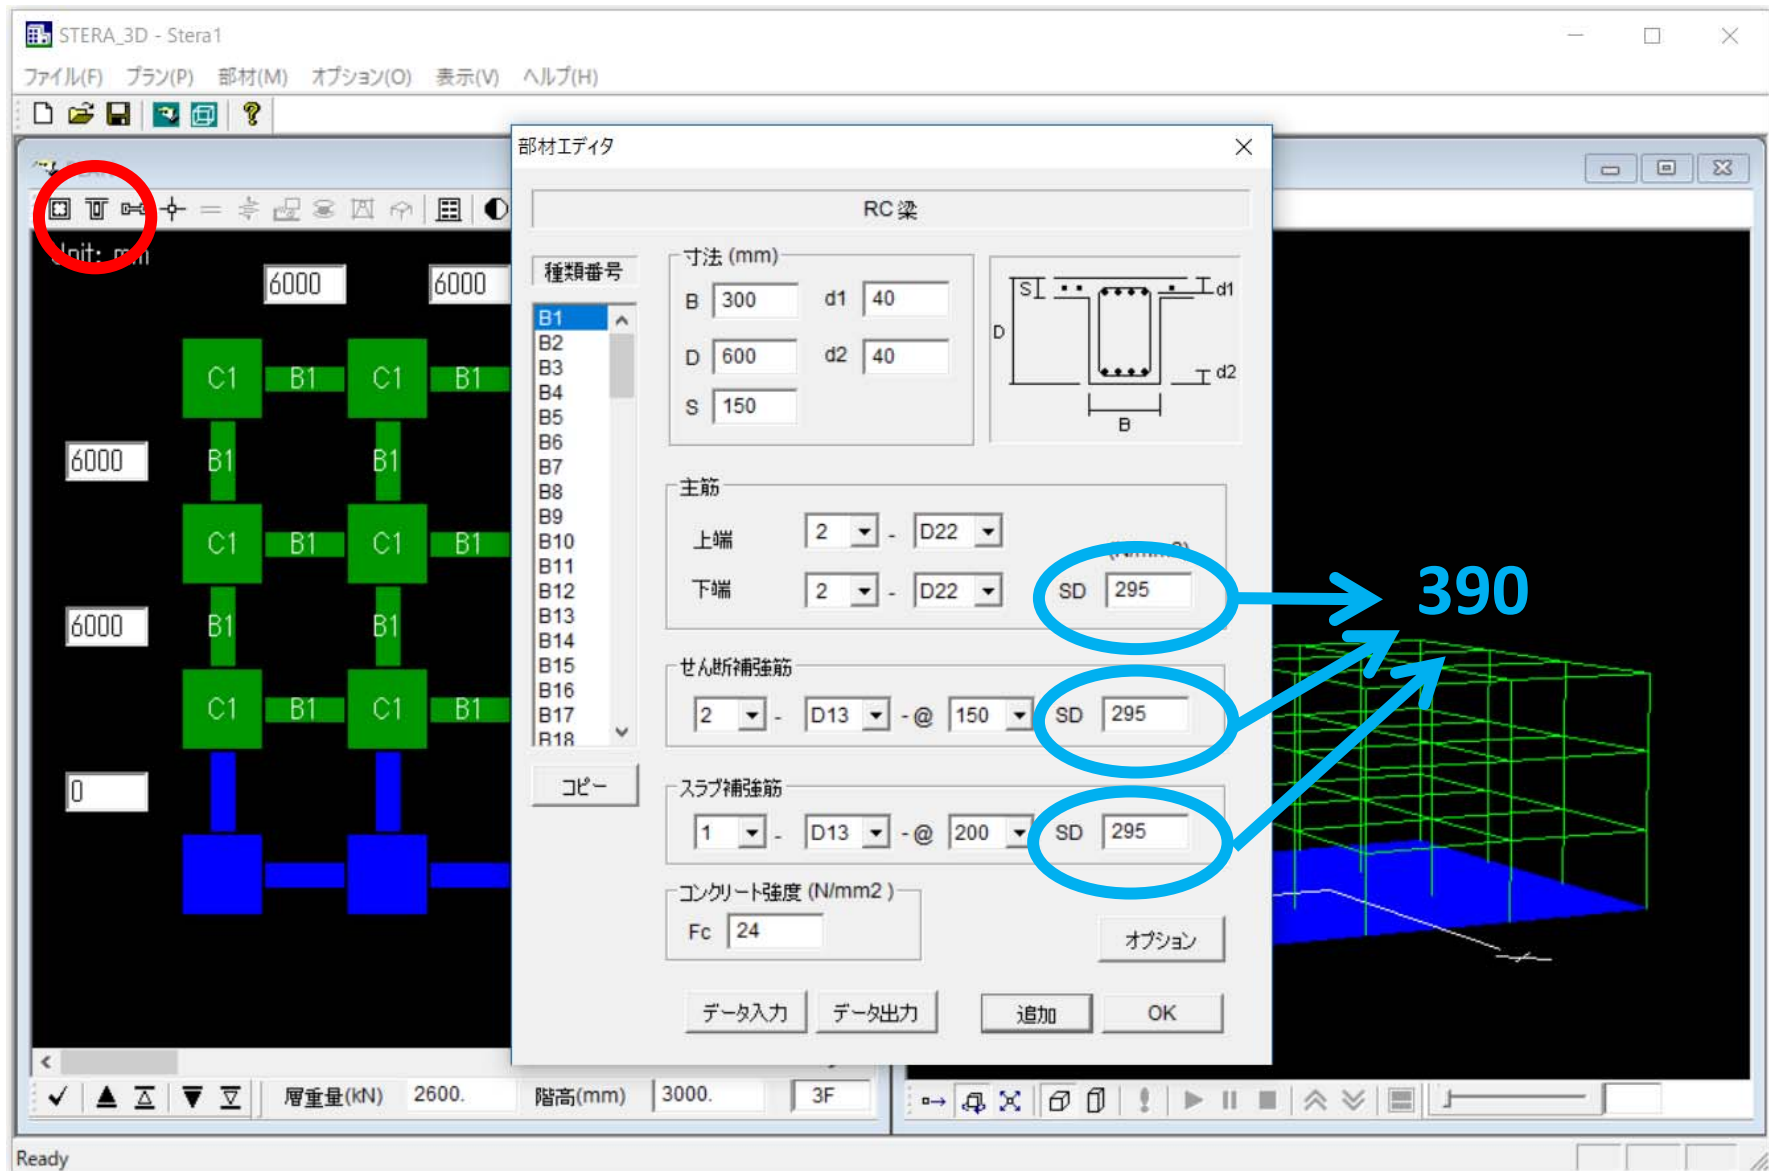 STERA_3D - Stera1
ファイル(F) プラン(P) 部材(M) オプション(O) 表示(V) ヘルプ(H)
Unit: mm
6000 6000
C1 B1 C1 B1
6000 B1 B1
C1 B1 C1 B1
6000 B1 B1
C1 B1 C1 B1
0
層重量(kN) 2600. 階高(mm) 3000. 3F
部材エディタ
RC 梁
種類番号
B1
B2
B3
B4
B5
B6
B7
B8
B9
B10
B11
B12
B13
B14
B15
B16
B17
B18
コピー
寸法 (mm)
B 300 d1 40
D 600 d2 40
S 150
S d1
D
d2
B
主筋
上端 2 - D22
下端 2 - D22 SD 295
せん断補強筋
2 - D13 -@ 150 SD 295
スラブ補強筋
1 - D13 -@ 200 SD 295
コンクリート強度 (N/mm2 )
Fc 24
オプション
データ入力 データ出力 追加 OK
390
Ready